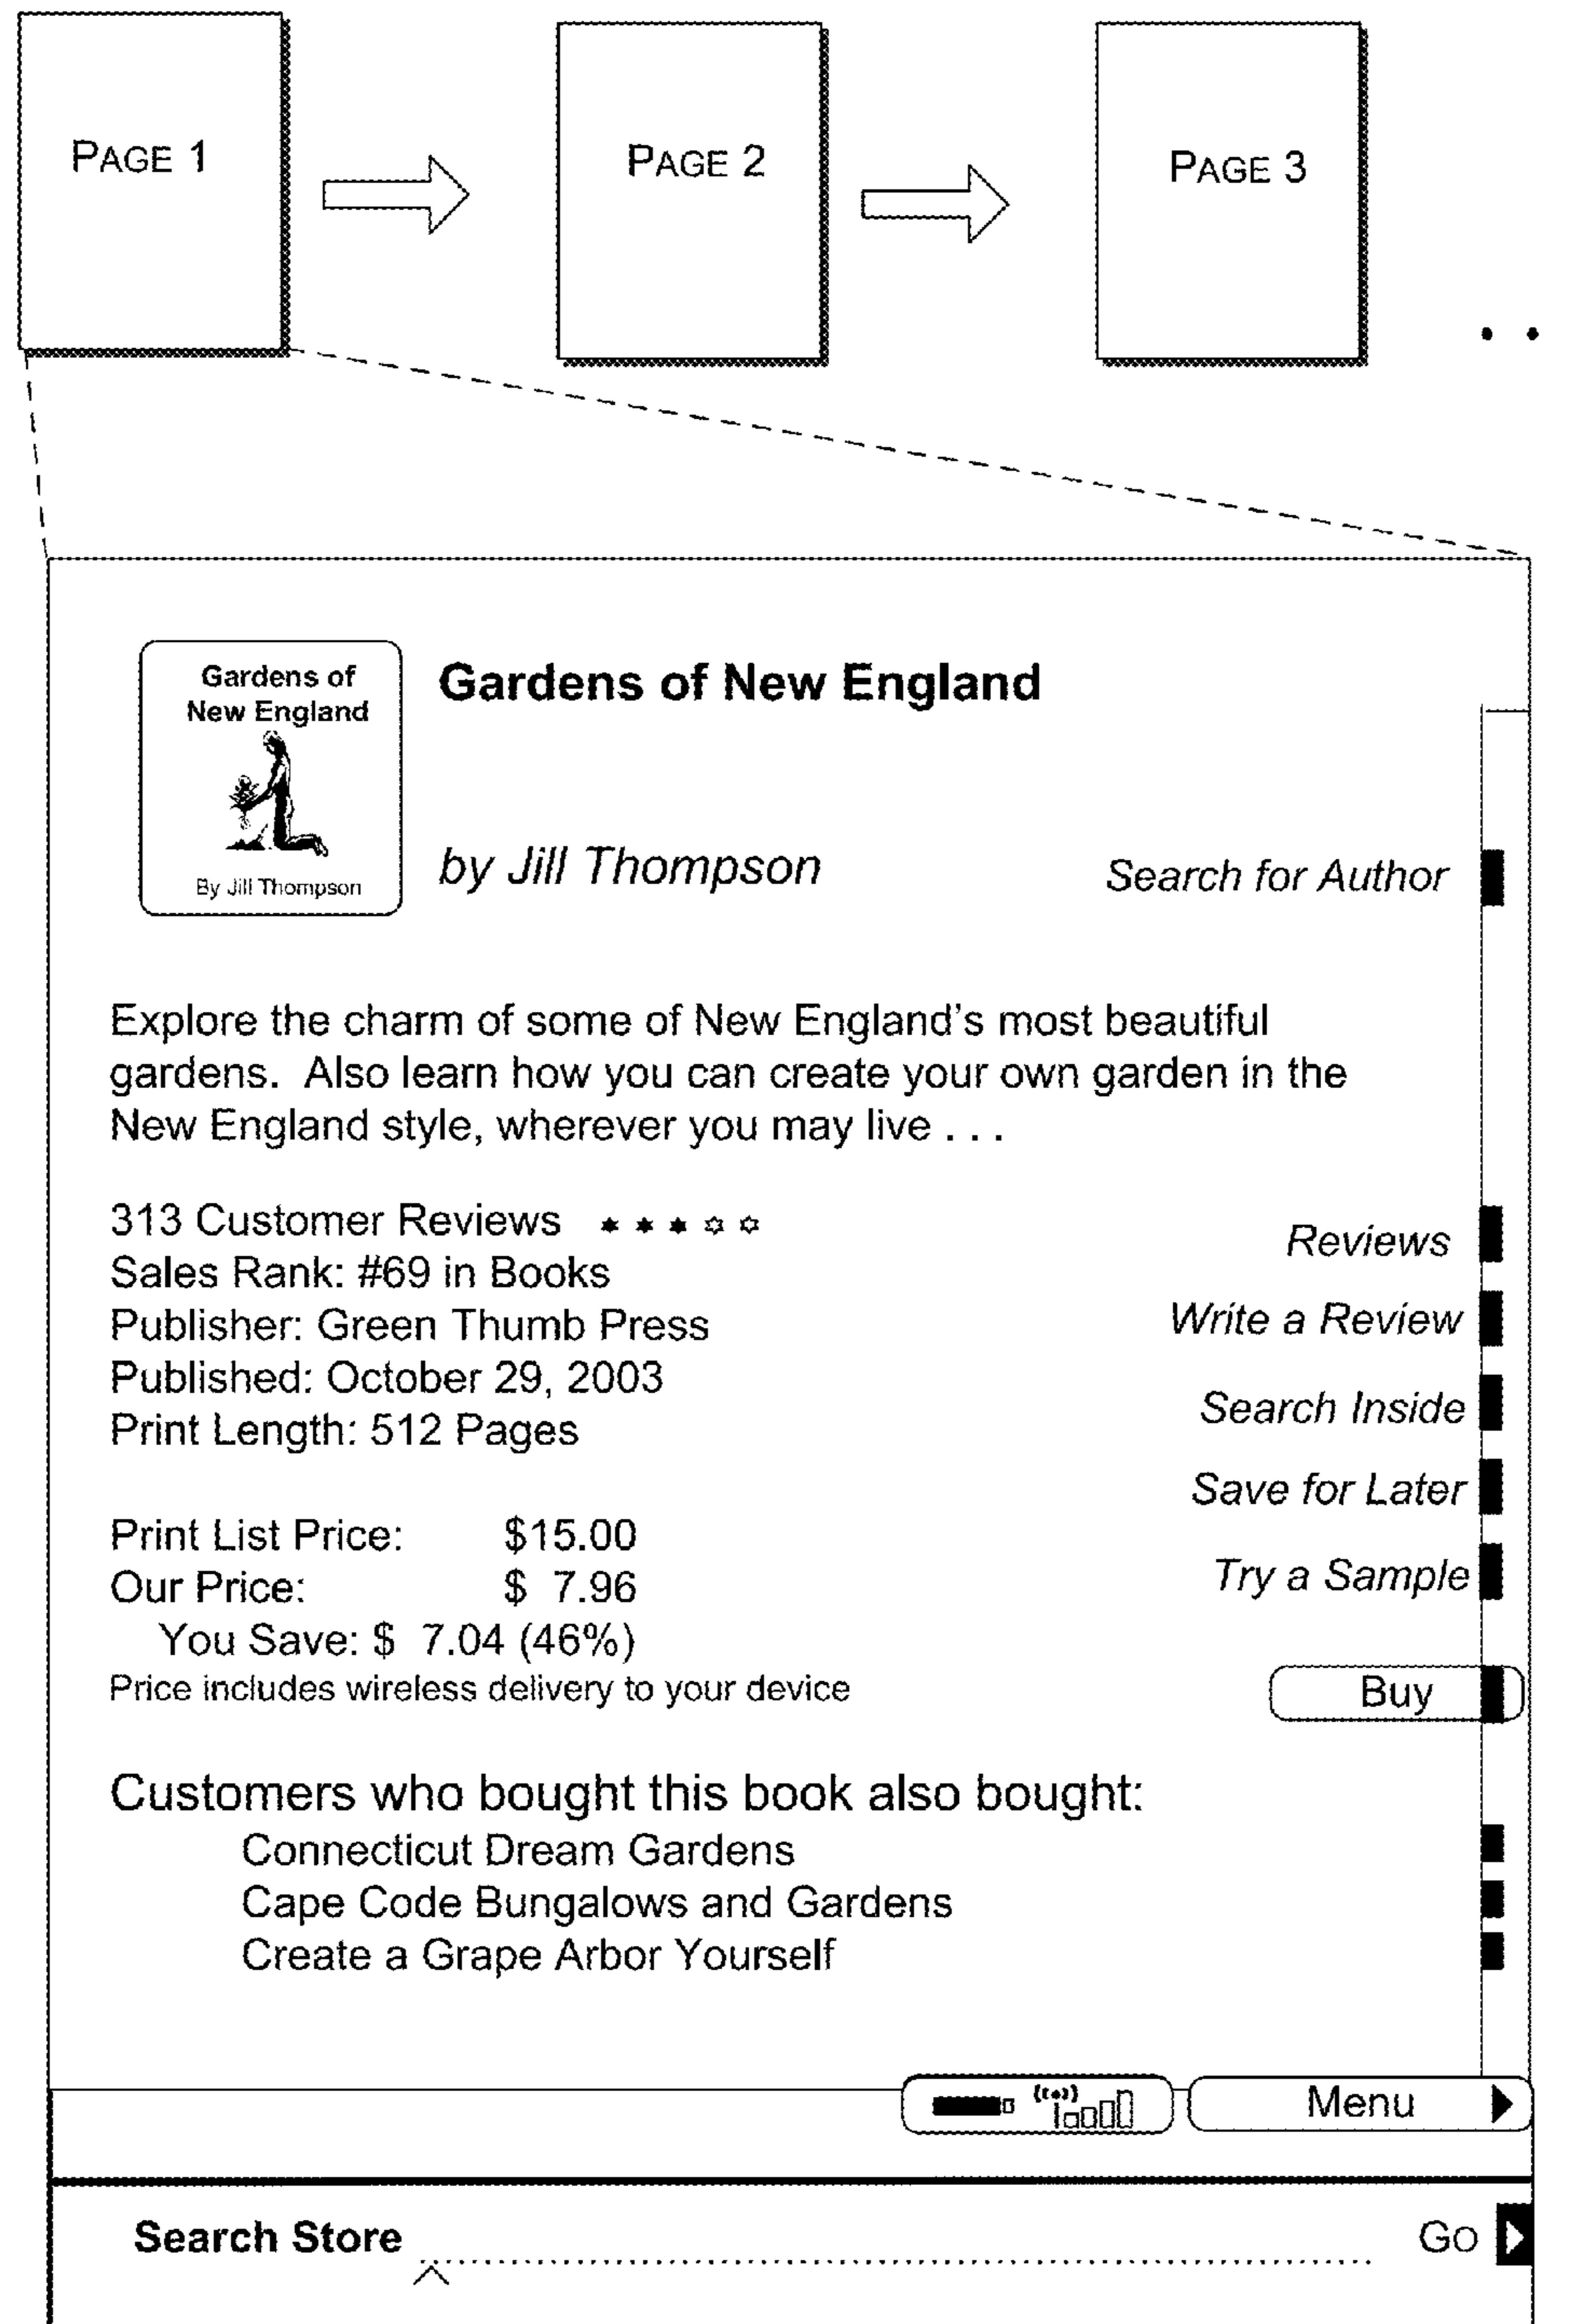 PAGE 1
PAGE 2
PAGE 3
. .
Gardens of
New England
By Jill Thompson
Gardens of New England
by Jill Thompson
Search for Author
Explore the charm of some of New England's most beautiful
gardens. Also learn how you can create your own garden in the
New England style, wherever you may live . . .
313 Customer Reviews
Reviews
Sales Rank: #69 in Books
Publisher: Green Thumb Press
Write a Review
Published: October 29, 2003
Search Inside
Print Length: 512 Pages
Save for Later
Print List Price: $15.00
Our Price: $ 7.96
Try a Sample
You Save: $ 7.04 (46%)
Price includes wireless delivery to your device
Buy
Customers who bought this book also bought:
Connecticut Dream Gardens
Cape Code Bungalows and Gardens
Create a Grape Arbor Yourself
Menu
Search Store
Go